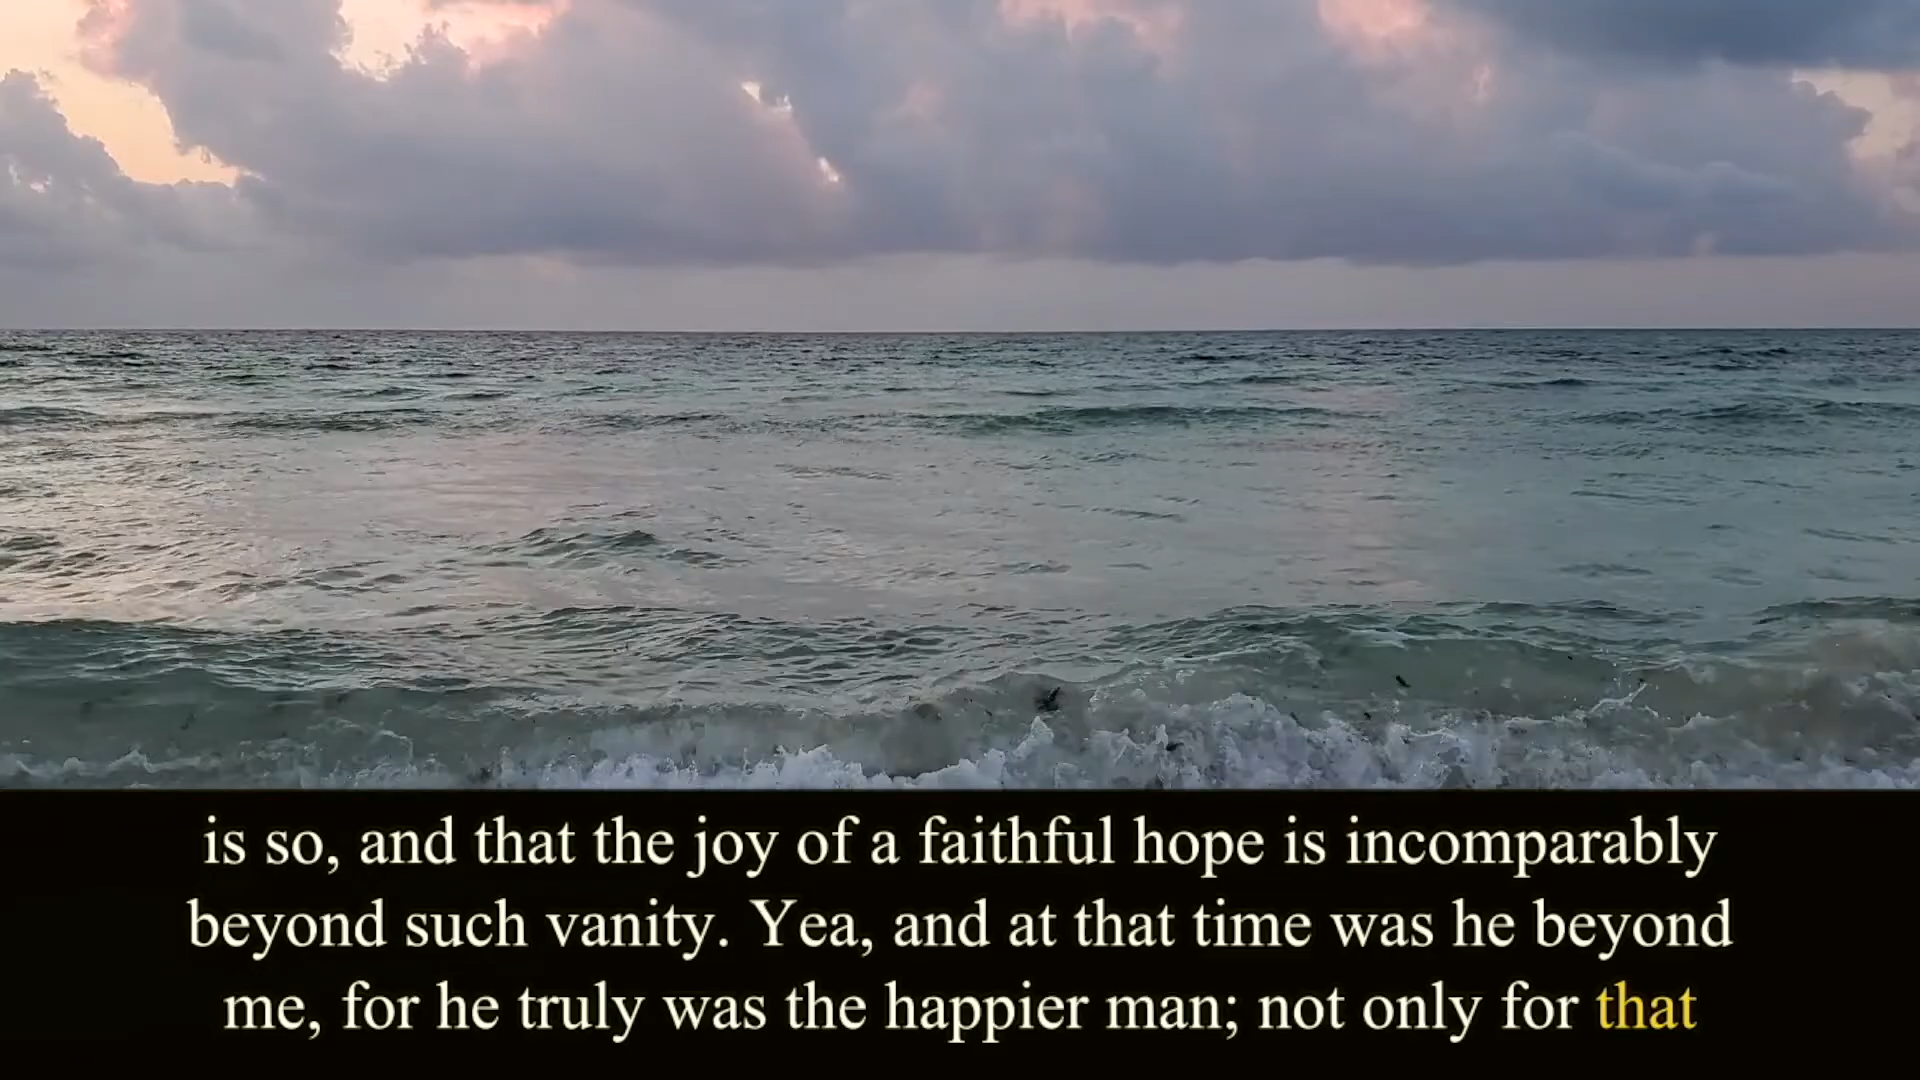 is so, and that the joy of a faithful hope is incomparably
beyond such vanity. Yea, and at that time was he beyond
me, for he truly was the happier man; not only for that